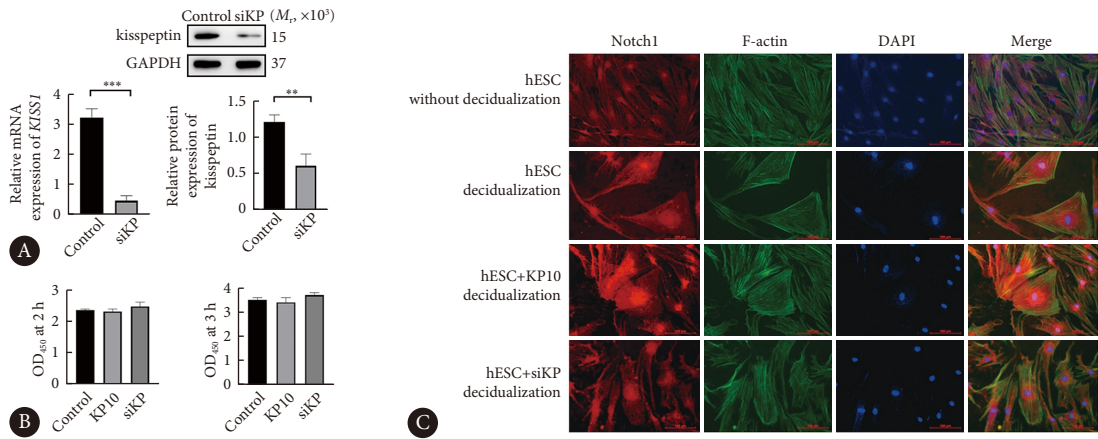 Control siKP (Mr, ×10³)
kisspeptin
15
GAPDH
37
***
4
3
2
1
0
Relative mRNA
expression of KISS1
Control
siKP
**
1.5
1.0
0.5
0
Relative protein
expression of
kisspeptin
Control
siKP
A
3
2
1
0
OD450 at 2 h
Control
KP10
siKP
4
3
2
1
0
OD450 at 3 h
Control
KP10
siKP
B
Notch1
F-actin
DAPI
Merge
hESC
without decidualization
hESC
decidualization
hESC+KP10
decidualization
hESC+siKP
decidualization
C